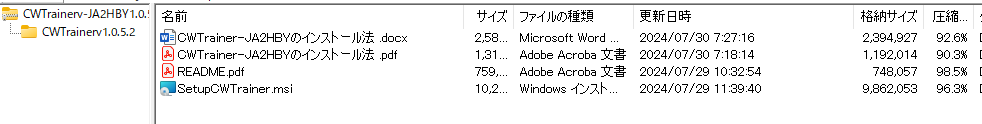 CWTrainerv-JA2HBY1.0.5
CWTrainerv1.0.5.2
名前 サイズ ファイルの種類 更新日時 格納サイズ 圧縮...
CWTrainer-JA2HBYのインストール法 .docx 2,58... Microsoft Word ... 2024/07/30 7:27:16 2,394,927 92.6%
CWTrainer-JA2HBYのインストール法 .pdf 1,31... Adobe Acroba 文書 2024/07/30 7:18:14 1,192,014 90.3%
README.pdf 759,... Adobe Acroba 文書 2024/07/29 10:32:54 748,057 98.5%
SetupCWTrainer.msi 10,2... Windows インスト... 2024/07/29 11:39:40 9,862,053 96.3%